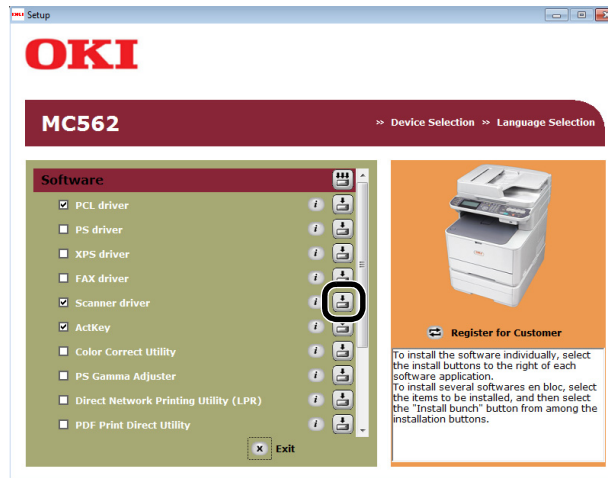 Setup
OKI
MC562
» Device Selection » Language Selection
Software
PCL driver
PS driver
XPS driver
FAX driver
Scanner driver
ActKey
Color Correct Utility
PS Gamma Adjuster
Direct Network Printing Utility (LPR)
PDF Print Direct Utility
x Exit
Register for Customer
To install the software individually, select
the install buttons to the right of each
software application.
To install several softwares en bloc, select
the items to be installed, and then select
the "Install bunch" button from among the
installation buttons.